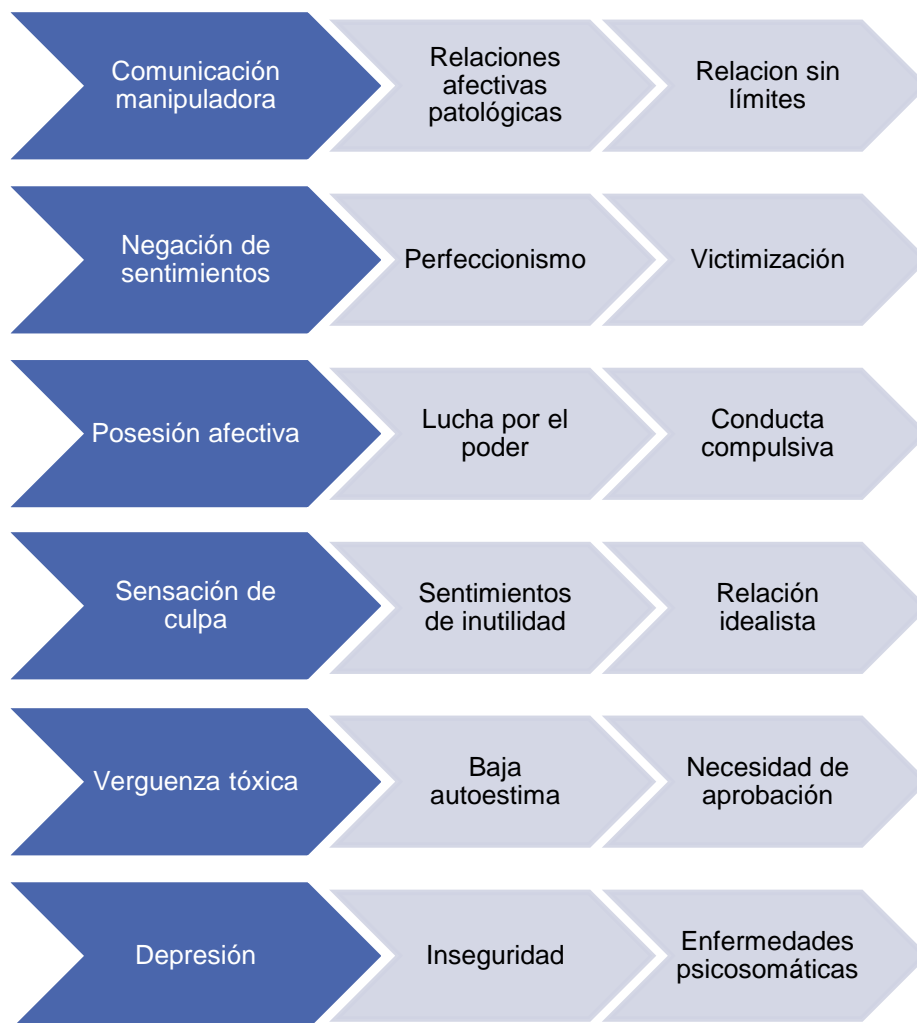 Comunicación
manipuladora
Relaciones
afectivas
patológicas
Relacion sin
límites
Negación de
sentimientos
Perfeccionismo
Victimización
Posesión afectiva
Lucha por el
poder
Conducta
compulsiva
Sensación de
culpa
Sentimientos
de inutilidad
Relación
idealista
Verguenza tóxica
Baja
autoestima
Necesidad de
aprobación
Depresión
Inseguridad
Enfermedades
psicosomáticas